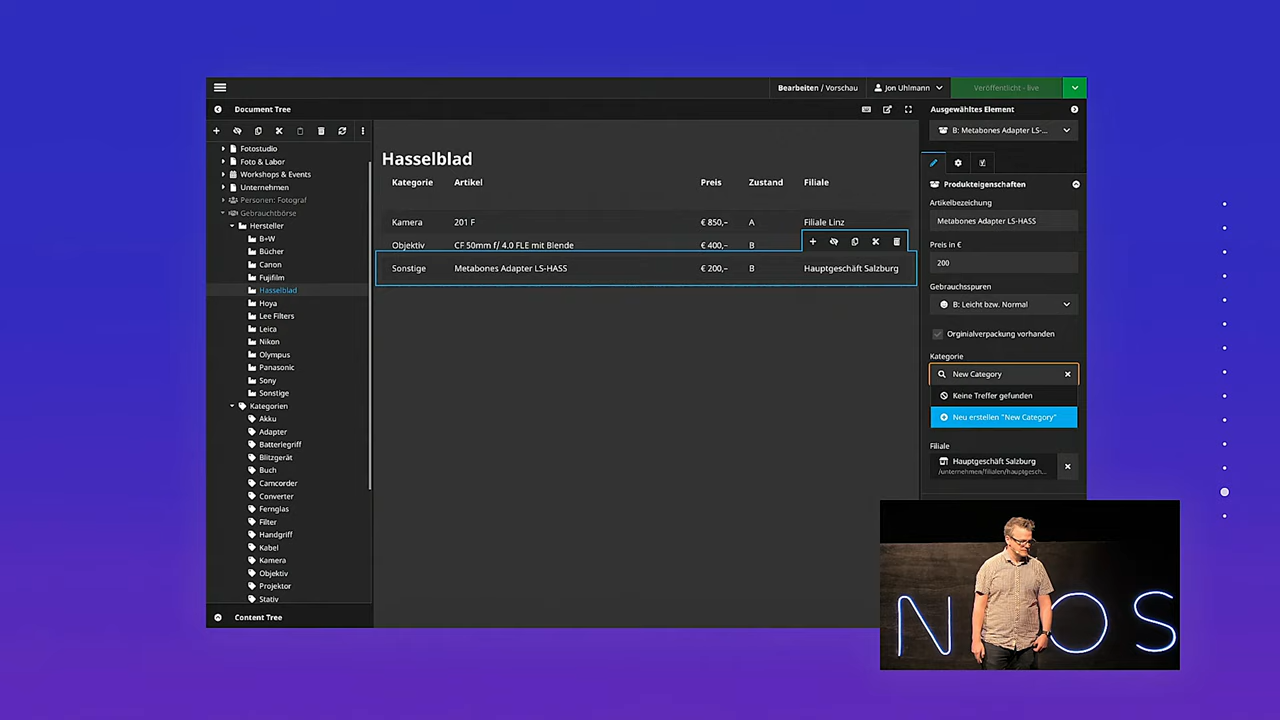 Bearbeiten / Vorschau
Jon Uhlmann
Veröffentlicht - live
Document Tree
Fotostudio
Foto & Labor
Workshops & Events
Unternehmen
Personen: Fotograf
Gebrauchtbörse
Hersteller
B+W
Bücher
Canon
Fujifilm
Hasselblad
Hoya
Lee Filters
Leica
Nikon
Olympus
Panasonic
Sony
Sonstige
Kategorien
Akku
Adapter
Batteriegriff
Blitzgerät
Buch
Camcorder
Converter
Fernglas
Filter
Handgriff
Kabel
Kamera
Objektiv
Projektor
Stativ
Content Tree
Hasselblad
Kategorie Artikel Preis Zustand Filiale
Kamera 201 F € 850,– A Filiale Linz
Objektiv CF 50mm f/ 4.0 FLE mit Blende € 400,– B
Sonstige Metabones Adapter LS-HASS € 200,– B Hauptgeschäft Salzburg
Ausgewähltes Element
B: Metabones Adapter LS-...
Produkteigenschaften
Artikelbezeichung
Metabones Adapter LS-HASS
Preis in €
200
Gebrauchsspuren
B: Leicht bzw. Normal
Orginialverpackung vorhanden
Kategorie
New Category
Keine Treffer gefunden
Neu erstellen "New Category"
Filiale
Hauptgeschäft Salzburg
/unternehmen/filialen/hauptgesch...
N OS